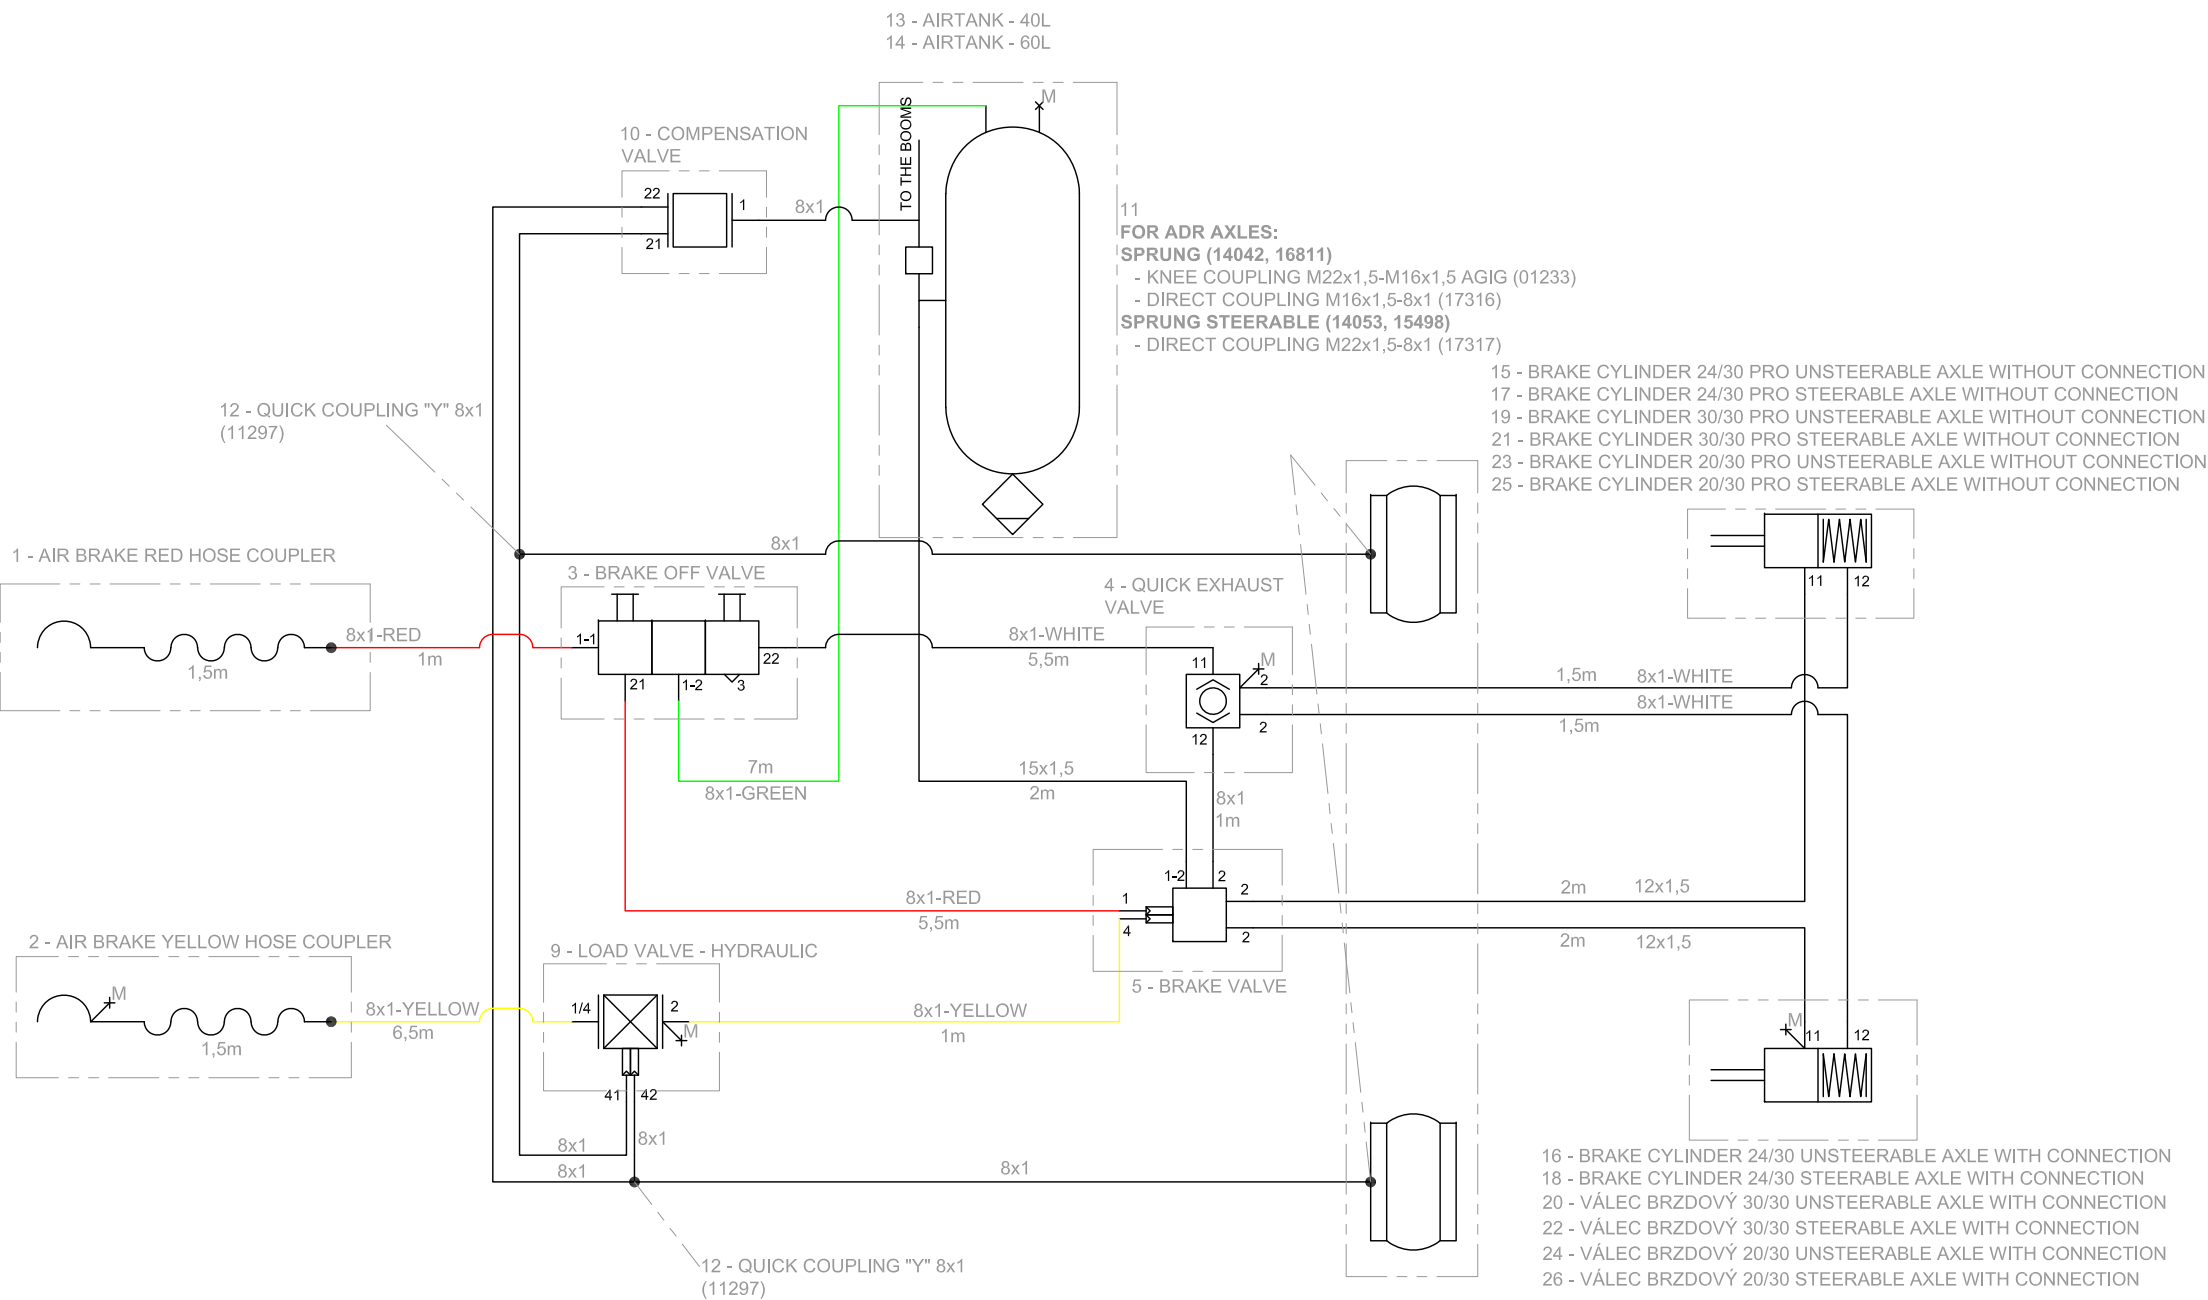 13 - AIRTANK - 40L
14 - AIRTANK - 60L
M
TO THE BOOMS
10 - COMPENSATION
VALVE
22
1
21
8x1
11
FOR ADR AXLES:
SPRUNG (14042, 16811)
- KNEE COUPLING M22x1,5-M16x1,5 AGIG (01233)
- DIRECT COUPLING M16x1,5-8x1 (17316)
SPRUNG STEERABLE (14053, 15498)
- DIRECT COUPLING M22x1,5-8x1 (17317)
15 - BRAKE CYLINDER 24/30 PRO UNSTEERABLE AXLE WITHOUT CONNECTION
17 - BRAKE CYLINDER 24/30 PRO STEERABLE AXLE WITHOUT CONNECTION
19 - BRAKE CYLINDER 30/30 PRO UNSTEERABLE AXLE WITHOUT CONNECTION
21 - BRAKE CYLINDER 30/30 PRO STEERABLE AXLE WITHOUT CONNECTION
23 - BRAKE CYLINDER 20/30 PRO UNSTEERABLE AXLE WITHOUT CONNECTION
25 - BRAKE CYLINDER 20/30 PRO STEERABLE AXLE WITHOUT CONNECTION
12 - QUICK COUPLING "Y" 8x1
(11297)
8x1
11
12
1 - AIR BRAKE RED HOSE COUPLER
1,5m
8x1-RED
1m
3 - BRAKE OFF VALVE
1-1
21
1-2
3
22
8x1-WHITE
5,5m
4 - QUICK EXHAUST
VALVE
11
M
2
12
2
1,5m
8x1-WHITE
8x1-WHITE
1,5m
7m
8x1-GREEN
15x1,5
2m
8x1
1m
8x1-RED
5,5m
1-2
2
2
1
4
2
5 - BRAKE VALVE
2m
12x1,5
2m
12x1,5
2 - AIR BRAKE YELLOW HOSE COUPLER
M
1,5m
8x1-YELLOW
6,5m
9 - LOAD VALVE - HYDRAULIC
1/4
2
M
41
42
8x1-YELLOW
1m
M
11
12
8x1
8x1
8x1
8x1
12 - QUICK COUPLING "Y" 8x1
(11297)
16 - BRAKE CYLINDER 24/30 UNSTEERABLE AXLE WITH CONNECTION
18 - BRAKE CYLINDER 24/30 STEERABLE AXLE WITH CONNECTION
20 - VÁLEC BRZDOVÝ 30/30 UNSTEERABLE AXLE WITH CONNECTION
22 - VÁLEC BRZDOVÝ 30/30 STEERABLE AXLE WITH CONNECTION
24 - VÁLEC BRZDOVÝ 20/30 UNSTEERABLE AXLE WITH CONNECTION
26 - VÁLEC BRZDOVÝ 20/30 STEERABLE AXLE WITH CONNECTION